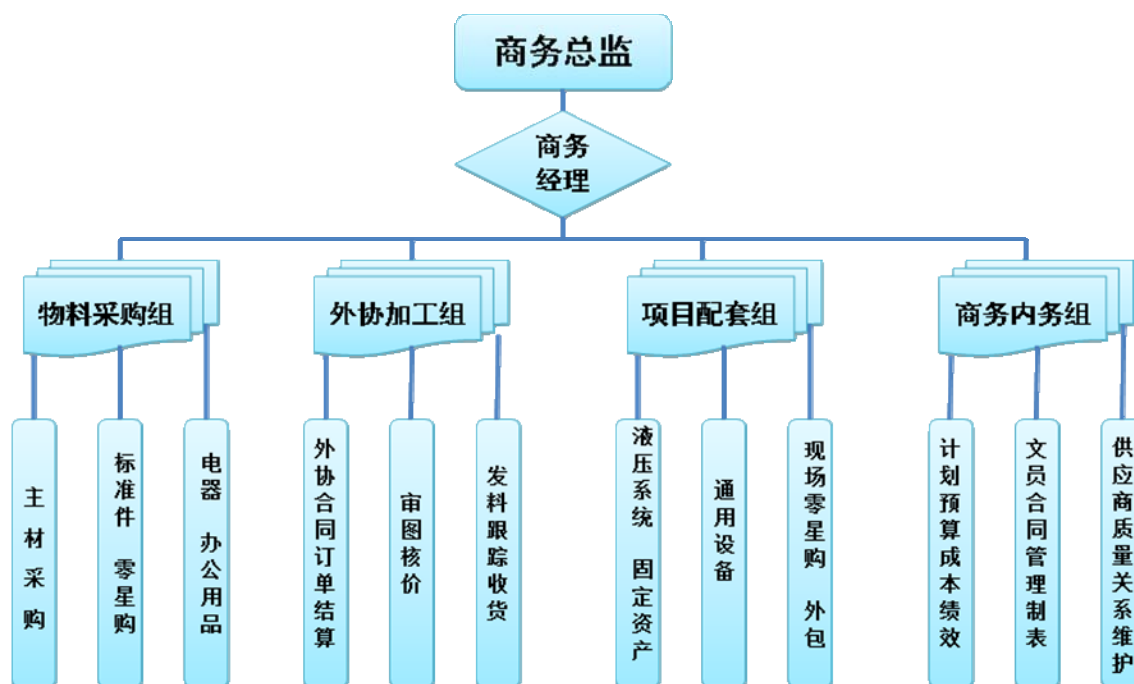 商务总监
商务
经理
物料采购组
外协加工组
项目配套组
商务内务组
主材采购
标准件 零星购
电器 办公用品
外协合同订单结算
审图核价
发料跟踪收货
液压系统 固定资产
通用设备
现场零星购 外包
计划预算成本绩效
文员合同管理制表
供应商质量关系维护